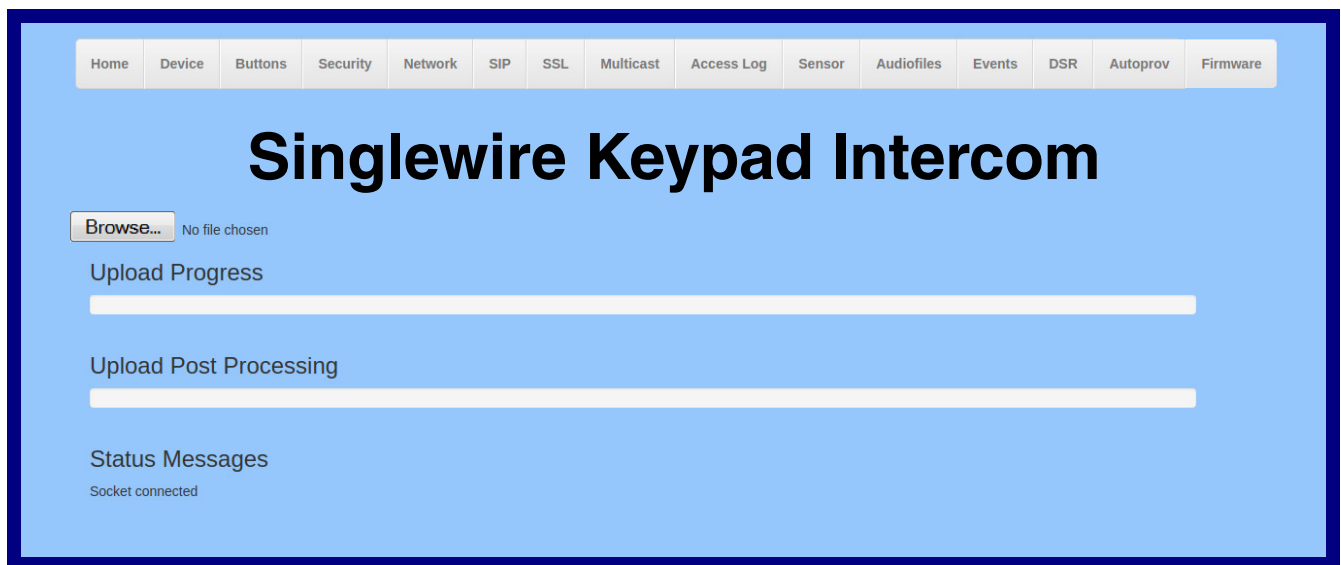 Home Device Buttons Security Network SIP SSL Multicast Access Log Sensor Audiofiles Events DSR Autoprov Firmware
Singlewire Keypad Intercom
Browse... No file chosen
Upload Progress
Upload Post Processing
Status Messages
Socket connected